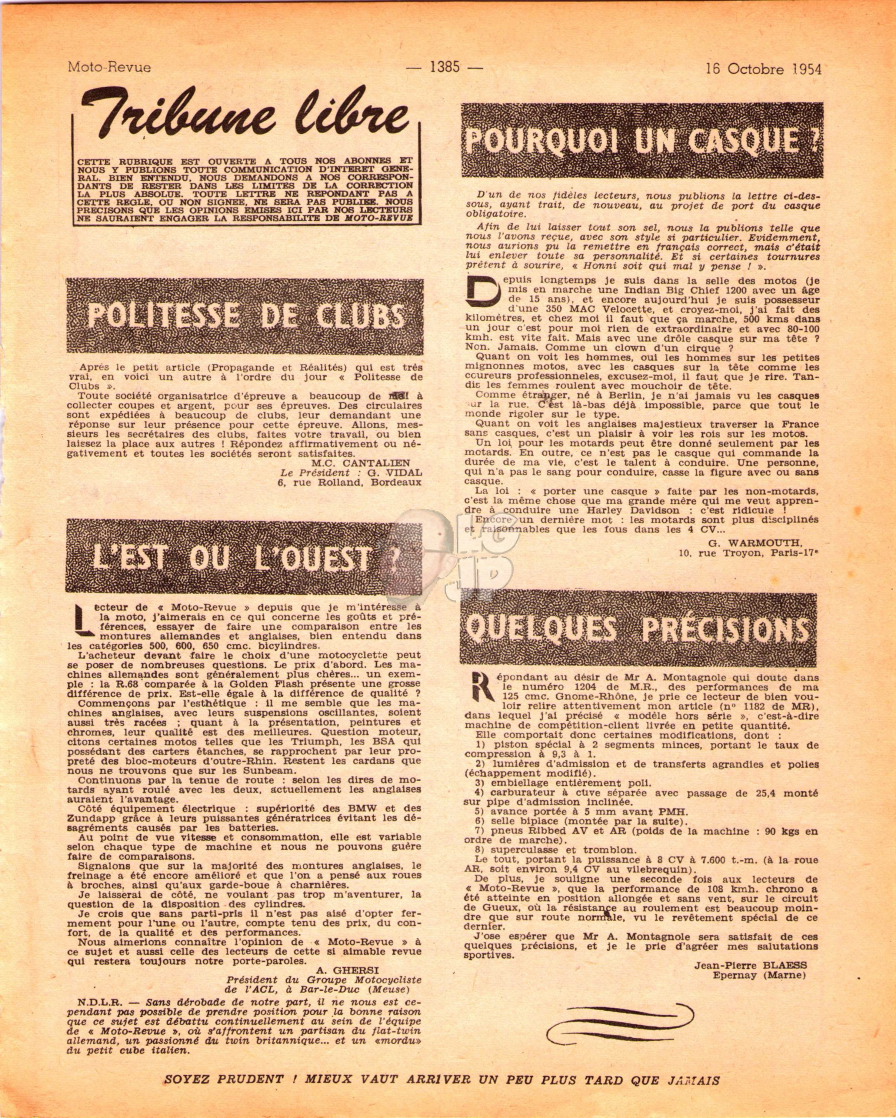 Moto-Revue — 1385 — 16 Octobre 1954
Tribune libre
CETTE RUBRIQUE EST OUVERTE A TOUS NOS ABONNES ET
NOUS Y PUBLIONS TOUTE COMMUNICATION D'INTERET GENE-
RAL. BIEN ENTENDU, NOUS DEMANDONS A NOS CORRESPON-
DANTS DE RESTER DANS LES LIMITES DE LA CORRECTION
LA PLUS ABSOLUE. TOUTE LETTRE NE REPONDANT PAS A
CETTE REGLE, OU NON SIGNEE, NE SERA PAS PUBLIEE. NOUS
PRECISONS QUE LES OPINIONS EMISES ICI PAR NOS LECTEURS
NE SAURAIENT ENGAGER LA RESPONSABILITE DE MOTO-REVUE
POLITESSE DE CLUBS
Après le petit article (Propagande et Réalités) qui est très
vrai, en voici un autre à l'ordre du jour « Politesse de
Clubs ».
Toute société organisatrice d'épreuve a beaucoup de mal à
collecter coupes et argent, pour ses épreuves. Des circulaires
sont expédiées à beaucoup de clubs, leur demandant une
réponse sur leur présence pour cette épreuve. Allons, mes-
sieurs les secrétaires des clubs, faites votre travail, ou bien
laissez la place aux autres ! Répondez affirmativement ou né-
gativement et toutes les sociétés seront satisfaites.
M.C. CANTALIEN
Le Président : G. VIDAL
6, rue Rolland, Bordeaux
L'EST OU L'OUEST ?
Lecteur de « Moto-Revue » depuis que je m'intéresse à
la moto, j'aimerais en ce qui concerne les goûts et pré-
férences, essayer de faire une comparaison entre les
montures allemandes et anglaises, bien entendu dans
les catégories 500, 600, 650 cmc. bicylindres.
L'acheteur devant faire le choix d'une motocyclette peut
se poser de nombreuses questions. Le prix d'abord. Les ma-
chines allemandes sont généralement plus chères... un exem-
ple : la R.68 comparée à la Golden Flash présente une grosse
différence de prix. Est-elle égale à la différence de qualité ?
Commençons par l'esthétique : il me semble que les ma-
chines anglaises, avec leurs suspensions oscillantes, soient
aussi très racées ; quant à la présentation, peintures et
chromes, leur qualité est des meilleures. Question moteur,
citons certaines motos telles que les Triumph, les BSA qui
possédant des carters étanches, se rapprochent par leur pro-
preté des bloc-moteurs d'outre-Rhin. Restent les cardans que
nous ne trouvons que sur les Sunbeam.
Continuons par la tenue de route : selon les dires de mo-
tards ayant roulé avec les deux, actuellement les anglaises
auraient l'avantage.
Côté équipement électrique : supériorité des BMW et des
Zundapp grâce à leurs puissantes génératrices évitant les dé-
sagréments causés par les batteries.
Au point de vue vitesse et consommation, elle est variable
selon chaque type de machine et nous ne pouvons guère
faire de comparaisons.
Signalons que sur la majorité des montures anglaises, le
freinage a été encore amélioré et que l'on a pensé aux roues
à broches, ainsi qu'aux garde-boue à charnières.
Je laisserai de côté, ne voulant pas trop m'aventurer, la
question de la disposition des cylindres.
Je crois que sans parti-pris il n'est pas aisé d'opter fer-
mement pour l'une ou l'autre, compte tenu des prix, du con-
fort, de la qualité et des performances.
Nous aimerions connaître l'opinion de « Moto-Revue » à
ce sujet et aussi celle des lecteurs de cette si aimable revue
qui restera toujours notre porte-paroles.
A. GHERSI
Président du Groupe Motocycliste
de l'ACL, à Bar-le-Duc (Meuse)
N.D.L.R. — Sans dérobade de notre part, il ne nous est ce-
pendant pas possible de prendre position pour la bonne raison
que ce sujet est débattu continuellement au sein de l'équipe
de « Moto-Revue », où s'affrontent un partisan du flat-twin
allemand, un passionné du twin britannique... et un «mordu»
du petit cube italien.
POURQUOI UN CASQUE ?
D'un de nos fidèles lecteurs, nous publions la lettre ci-des-
sous, ayant trait, de nouveau, au projet de port du casque
obligatoire.
Afin de lui laisser tout son sel, nous la publions telle que
nous l'avons reçue, avec son style si particulier. Evidemment,
nous aurions pu la remettre en français correct, mais c'était
lui enlever toute sa personnalité. Et si certaines tournures
prêtent à sourire, « Honni soit qui mal y pense ! ».
Depuis longtemps je suis dans la selle des motos (je
mis en marche une Indian Big Chief 1200 avec un âge
de 15 ans), et encore aujourd'hui je suis possesseur
d'une 350 MAC Velocette, et croyez-moi, j'ai fait des
kilométres, et chez moi il faut que ça marche, 500 kms dans
un jour c'est pour moi rien de extraordinaire et avec 80-100
kmh. est vite fait. Mais avec une drôle casque sur ma tête ?
Non. Jamais. Comme un clown d'un cirque ?
Quant on voit les hommes, oui les hommes sur les petites
mignonnes motos, avec les casques sur la tête comme les
coureurs professionneles, excusez-moi, il faut que je rire. Tan-
dis les femmes roulent avec mouchoir de tête.
Comme étranger, né à Berlin, je n'ai jamais vu les casques
sur la rue. C'est là-bas déjà impossible, parce que tout le
monde rigoler sur le type.
Quant on voit les anglais majestieux traverser la France
sans casques, c'est un plaisir à voir les rois sur les motos.
Un loi pour les motards peut être donné seulement par les
motards. En outre, ce n'est pas le casque qui commande la
durée de ma vie, c'est le talent à conduire. Une personne,
qui n'a pas le sang pour conduire, casse la figure avec ou sans
casque.
La loi : « porter une casque » faite par les non-motards,
c'est la même chose que ma grande mère qui me veut appren-
dre à conduire une Harley Davidson : c'est ridicule !
Encore un derniére mot : les motards sont plus disciplinés
et raisonnables que les fous dans les 4 CV...
G. WARMOUTH,
10, rue Troyon, Paris-17e
QUELQUES PRÉCISIONS
Répondant au désir de Mr A. Montagnole qui doute dans
le numéro 1204 de M.R., des performances de ma
125 cmc. Gnome-Rhône, je prie ce lecteur de bien vou-
loir relire attentivement mon article (n° 1182 de MR),
dans lequel j'ai précisé « modèle hors série », c'est-à-dire
machine de compétition-client livrée en petite quantité.
Elle comportait donc certaines modifications, dont :
1) piston spécial à 2 segments minces, portant le taux de
compression à 9,3 à 1.
2) lumières d'admission et de transferts agrandies et polies
(échappement modifié).
3) embiellage entièrement poli.
4) carburateur à cuve séparée avec passage de 25,4 monté
sur pipe d'admission inclinée.
5) avance portée à 5 mm avant PMH.
6) selle biplace (montée par la suite).
7) pneus Ribbed AV et AR (poids de la machine : 90 kgs en
ordre de marche).
8) superculasse et tromblon.
Le tout, portant la puissance à 8 CV à 7.600 t.-m. (à la roue
AR, soit environ 9,4 CV au vilebrequin).
De plus, je souligne une seconde fois aux lecteurs de
« Moto-Revue », que la performance de 108 kmh. chrono a
été atteinte en position allongée et sans vent, sur le circuit
de Gueux, où la résistance au roulement est beaucoup moin-
dre que sur route normale, vu le revêtement spécial de ce
dernier.
J'ose espérer que Mr A. Montagnole sera satisfait de ces
quelques précisions, et je le prie d'agréer mes salutations
sportives.
Jean-Pierre BLAESS
Epernay (Marne)
SOYEZ PRUDENT ! MIEUX VAUT ARRIVER UN PEU PLUS TARD QUE JAMAIS